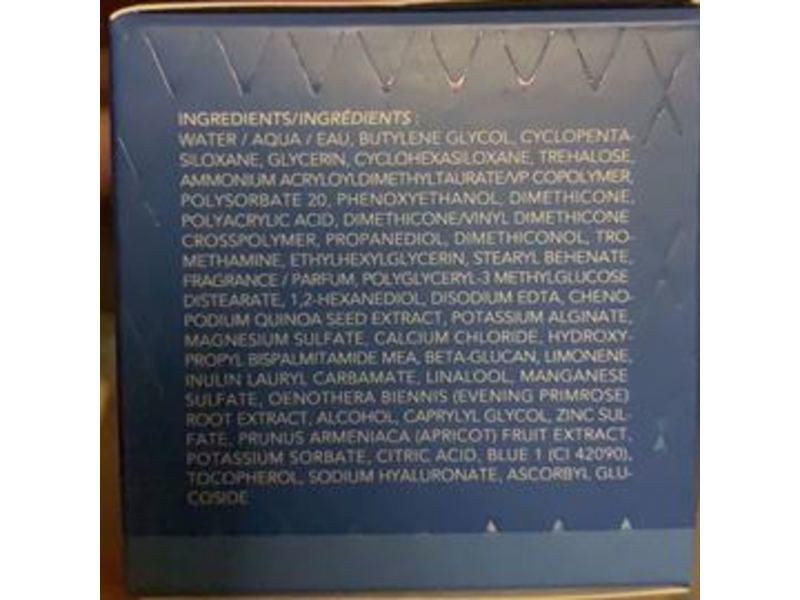 INGREDIENTS/INGRÉDIENTS :
WATER / AQUA / EAU, BUTYLENE GLYCOL, CYCLOPENTA-
SILOXANE, GLYCERIN, CYCLOHEXASILOXANE, TREHALOSE,
AMMONIUM ACRYLOYLDIMETHYLTAURATE/VP COPOLYMER,
POLYSORBATE 20, PHENOXYETHANOL, DIMETHICONE,
POLYACRYLIC ACID, DIMETHICONE/VINYL DIMETHICONE
CROSSPOLYMER, PROPANEDIOL, DIMETHICONOL, TRO-
METHAMINE, ETHYLHEXYLGLYCERIN, STEARYL BEHENATE,
FRAGRANCE / PARFUM, POLYGLYCERYL-3 METHYLGLUCOSE
DISTEARATE, 1,2-HEXANEDIOL, DISODIUM EDTA, CHENO-
PODIUM QUINOA SEED EXTRACT, POTASSIUM ALGINATE,
MAGNESIUM SULFATE, CALCIUM CHLORIDE, HYDROXY-
PROPYL BISPALMITAMIDE MEA, BETA-GLUCAN, LIMONENE,
INULIN LAURYL CARBAMATE, LINALOOL, MANGANESE
SULFATE, OENOTHERA BIENNIS (EVENING PRIMROSE)
ROOT EXTRACT, ALCOHOL, CAPRYLYL GLYCOL, ZINC SUL-
FATE, PRUNUS ARMENIACA (APRICOT) FRUIT EXTRACT,
POTASSIUM SORBATE, CITRIC ACID, BLUE 1 (CI 42090),
TOCOPHEROL, SODIUM HYALURONATE, ASCORBYL GLU-
COSIDE